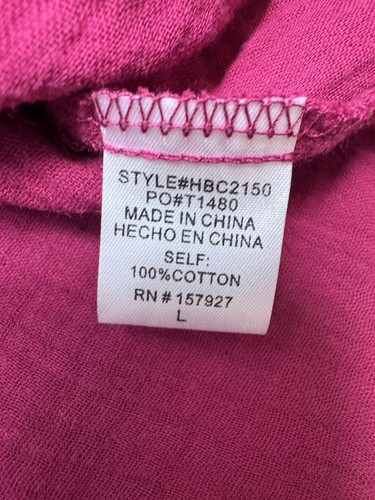 STYLE#HBC2150
PO#T1480
MADE IN CHINA
HECHO EN CHINA
SELF:
100%COTTON
RN # 157927
L